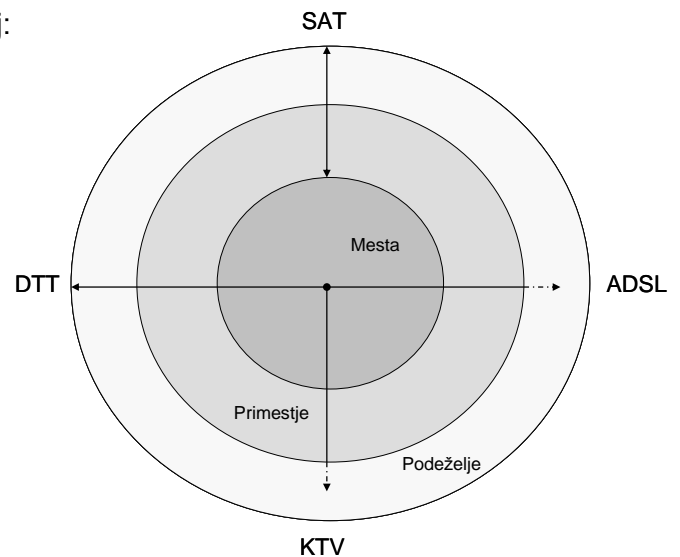 j:
SAT
Mesta
DTT
ADSL
Primestje
Podeželje
KTV